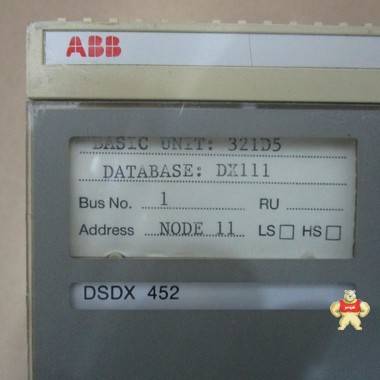 ABB
BASIC UNIT: 321D5
DATABASE: DX111
Bus No. 1 RU
Address NODE 11 LS HS
DSDX 452